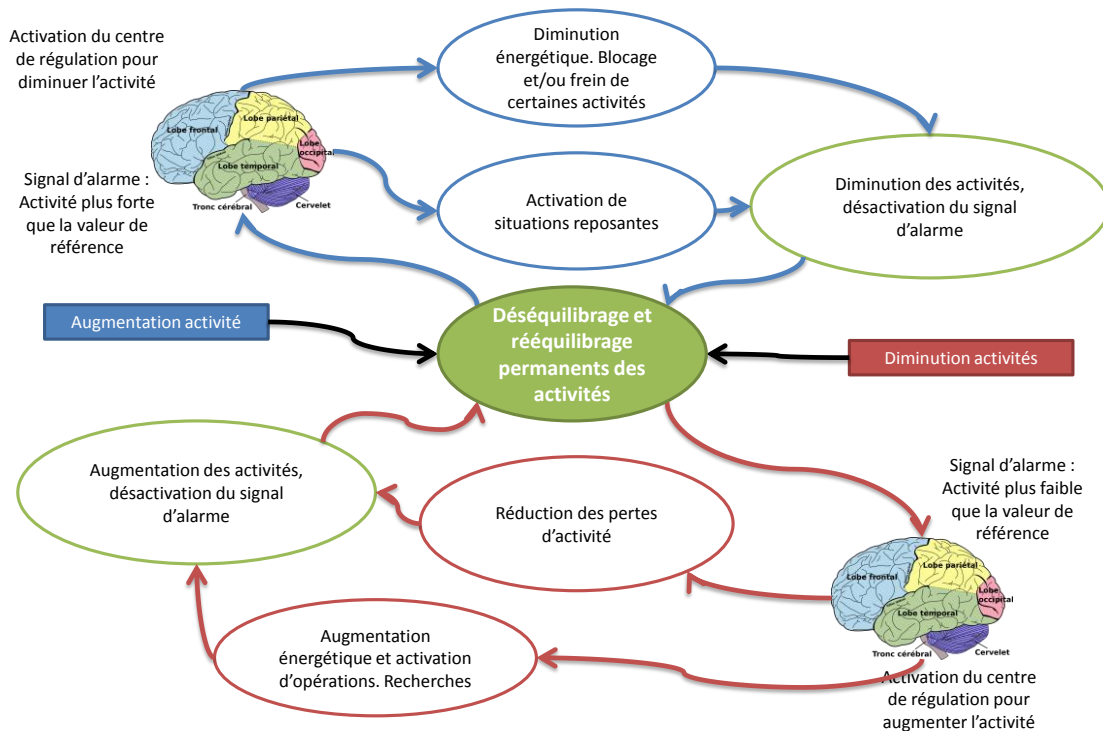 Activation du centre
de régulation pour
diminuer l'activité
Diminution
énergétique. Blocage
et/ou frein de
certaines activités
Lobe frontal
Lobe pariétal
Lobe
occipital
Lobe temporal
Tronc cérébral
Cervelet
Signal d'alarme :
Activité plus forte
que la valeur de
référence
Activation de
situations reposantes
Diminution des activités,
désactivation du signal
d'alarme
Augmentation activité
Déséquilibrage et
rééquilibrage
permanents des
activités
Diminution activités
Augmentation des activités,
désactivation du signal
d'alarme
Réduction des pertes
d'activité
Signal d'alarme :
Activité plus faible
que la valeur de
référence
Lobe frontal
Lobe pariétal
Lobe
occipital
Lobe temporal
Tronc cérébral
Cervelet
Augmentation
énergétique et activation
d'opérations. Recherches
Activation du centre
de régulation pour
augmenter l'activité